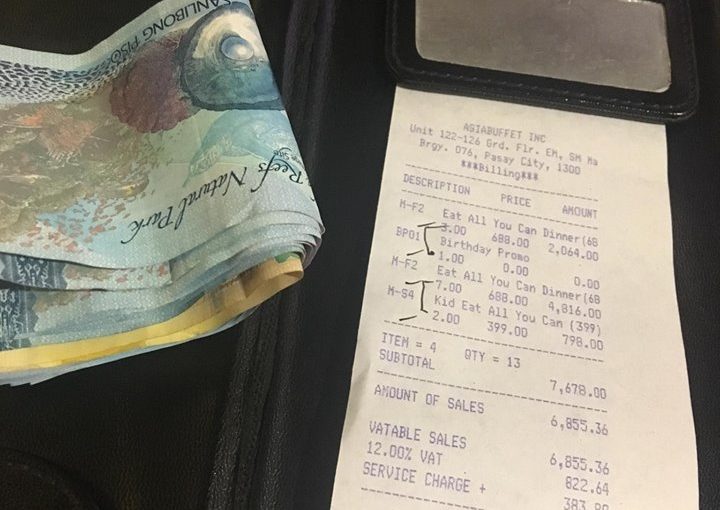 SANLIBONG PISO
Reefs Natural Park
ASIABUFFET INC
Unit 122-126 Grd. Flr. EM, SM Ma
Brgy. 076, Pasay City, 1300
***Billing***
DESCRIPTION PRICE AMOUNT
M-F2 Eat All You Can Dinner(68
3.00 688.00 2,064.00
BP01 Birthday Promo
1.00 0.00 0.00
M-F2 Eat All You Can Dinner(68
7.00 688.00 4,816.00
M-S4 Kid Eat All You Can (399)
2.00 399.00 798.00
ITEM = 4 QTY = 13
SUBTOTAL 7,678.00
AMOUNT OF SALES 6,855.36
VATABLE SALES 6,855.36
12.00% VAT 822.64
SERVICE CHARGE + 383.